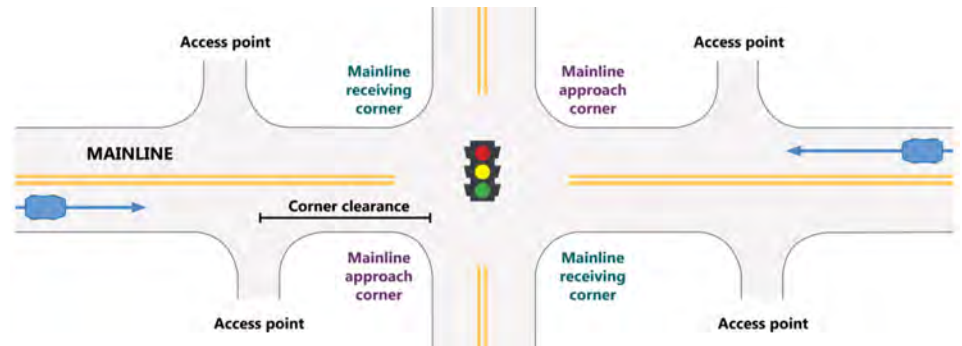 Access point
Access point
Mainline
receiving
corner
Mainline
approach
corner
MAINLINE
Corner clearance
Mainline
approach
corner
Mainline
receiving
corner
Access point
Access point